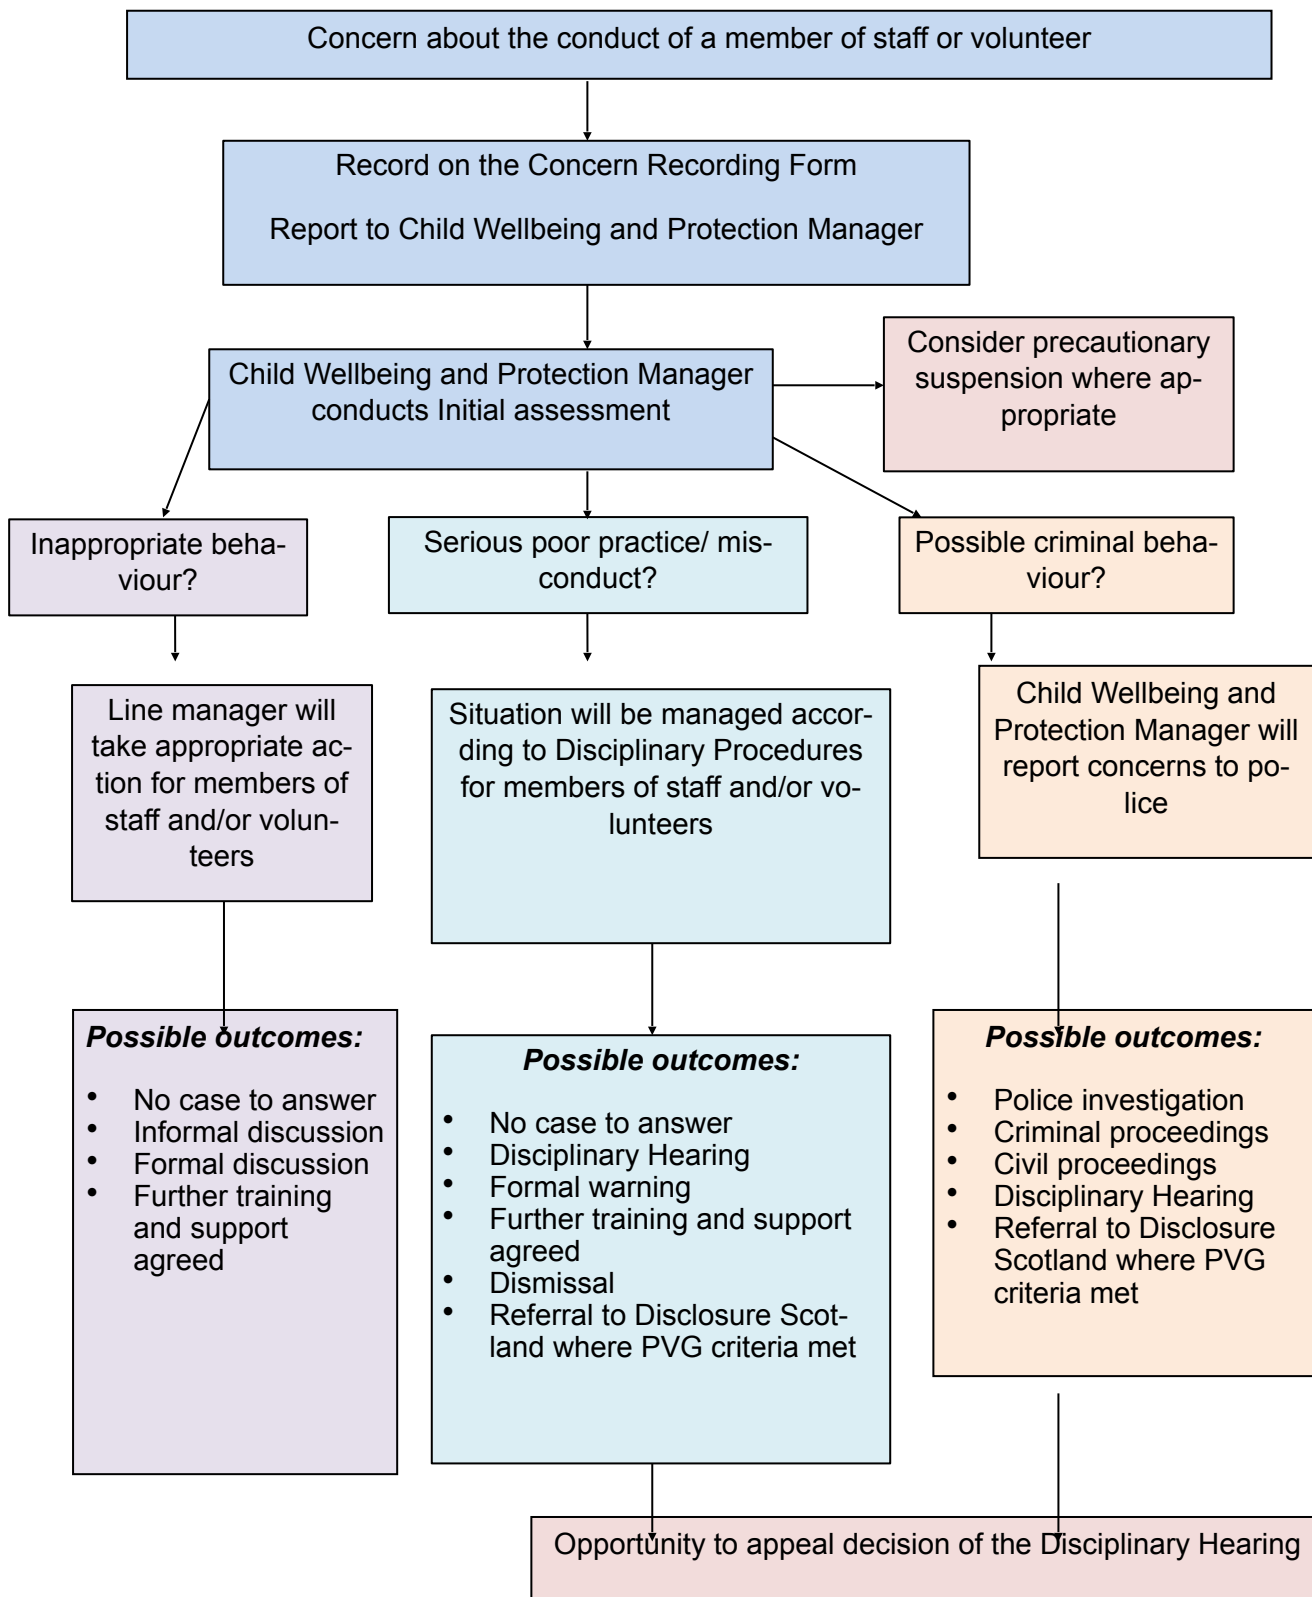 Concern about the conduct of a member of staff or volunteer
Record on the Concern Recording Form
Report to Child Wellbeing and Protection Manager
Consider precautionary
suspension where ap-
propriate
Child Wellbeing and Protection Manager
conducts Initial assessment
Inappropriate beha-
viour?
Serious poor practice/ mis-
conduct?
Possible criminal beha-
viour?
Line manager will
take appropriate ac-
tion for members of
staff and/or volun-
teers
Situation will be managed accor-
ding to Disciplinary Procedures
for members of staff and/or vo-
lunteers
Child Wellbeing and
Protection Manager will
report concerns to po-
lice
Possible outcomes:
• No case to answer
• Informal discussion
• Formal discussion
• Further training
and support
agreed
Possible outcomes:
• No case to answer
• Disciplinary Hearing
• Formal warning
• Further training and support
agreed
• Dismissal
• Referral to Disclosure Scot-
land where PVG criteria met
Possible outcomes:
• Police investigation
• Criminal proceedings
• Civil proceedings
• Disciplinary Hearing
• Referral to Disclosure
Scotland where PVG
criteria met
Opportunity to appeal decision of the Disciplinary Hearing